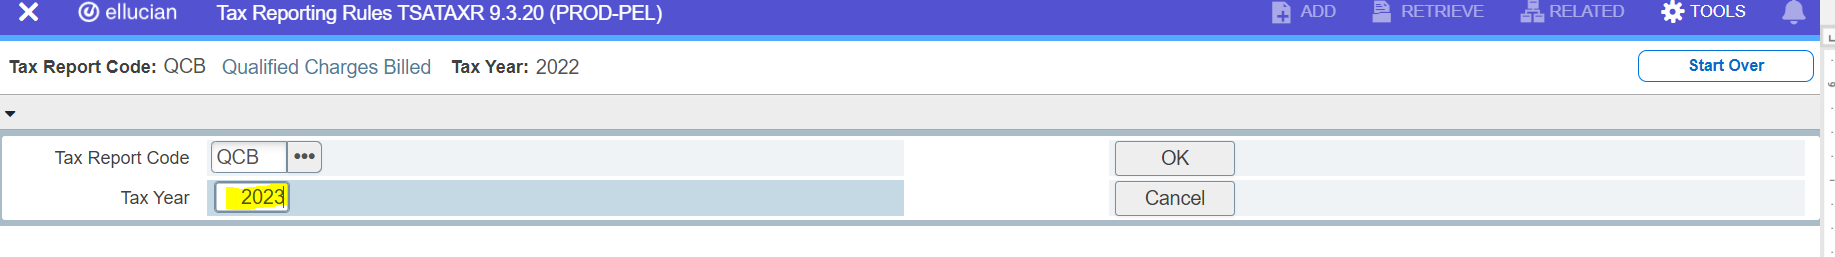 ellucian Tax Reporting Rules TSATAXR 9.3.20 (PROD-PEL) ADD RETRIEVE RELATED TOOLS
Tax Report Code: QCB Qualified Charges Billed Tax Year: 2022 Start Over
Tax Report Code QCB ••• OK
Tax Year 2023 Cancel